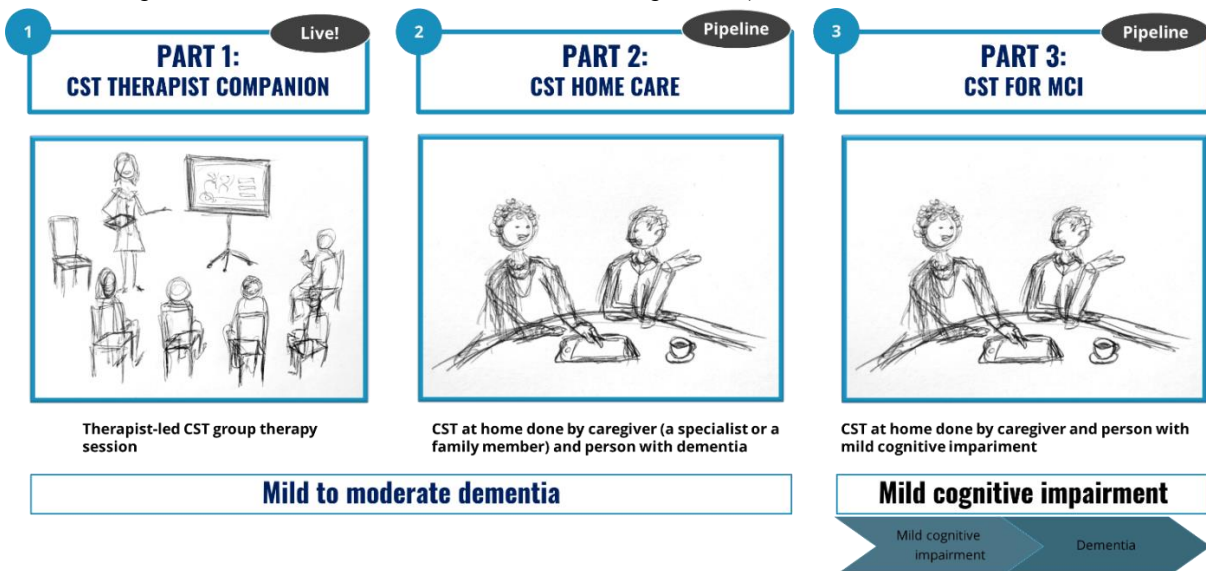 1
Live!
PART 1:
CST THERAPIST COMPANION
2
Pipeline
PART 2:
CST HOME CARE
3
Pipeline
PART 3:
CST FOR MCI
Therapist-led CST group therapy
session
CST at home done by caregiver (a specialist or a
family member) and person with dementia
CST at home done by caregiver and person with
mild cognitive impariment
Mild to moderate dementia
Mild cognitive impairment
Mild cognitive
impairment
Dementia